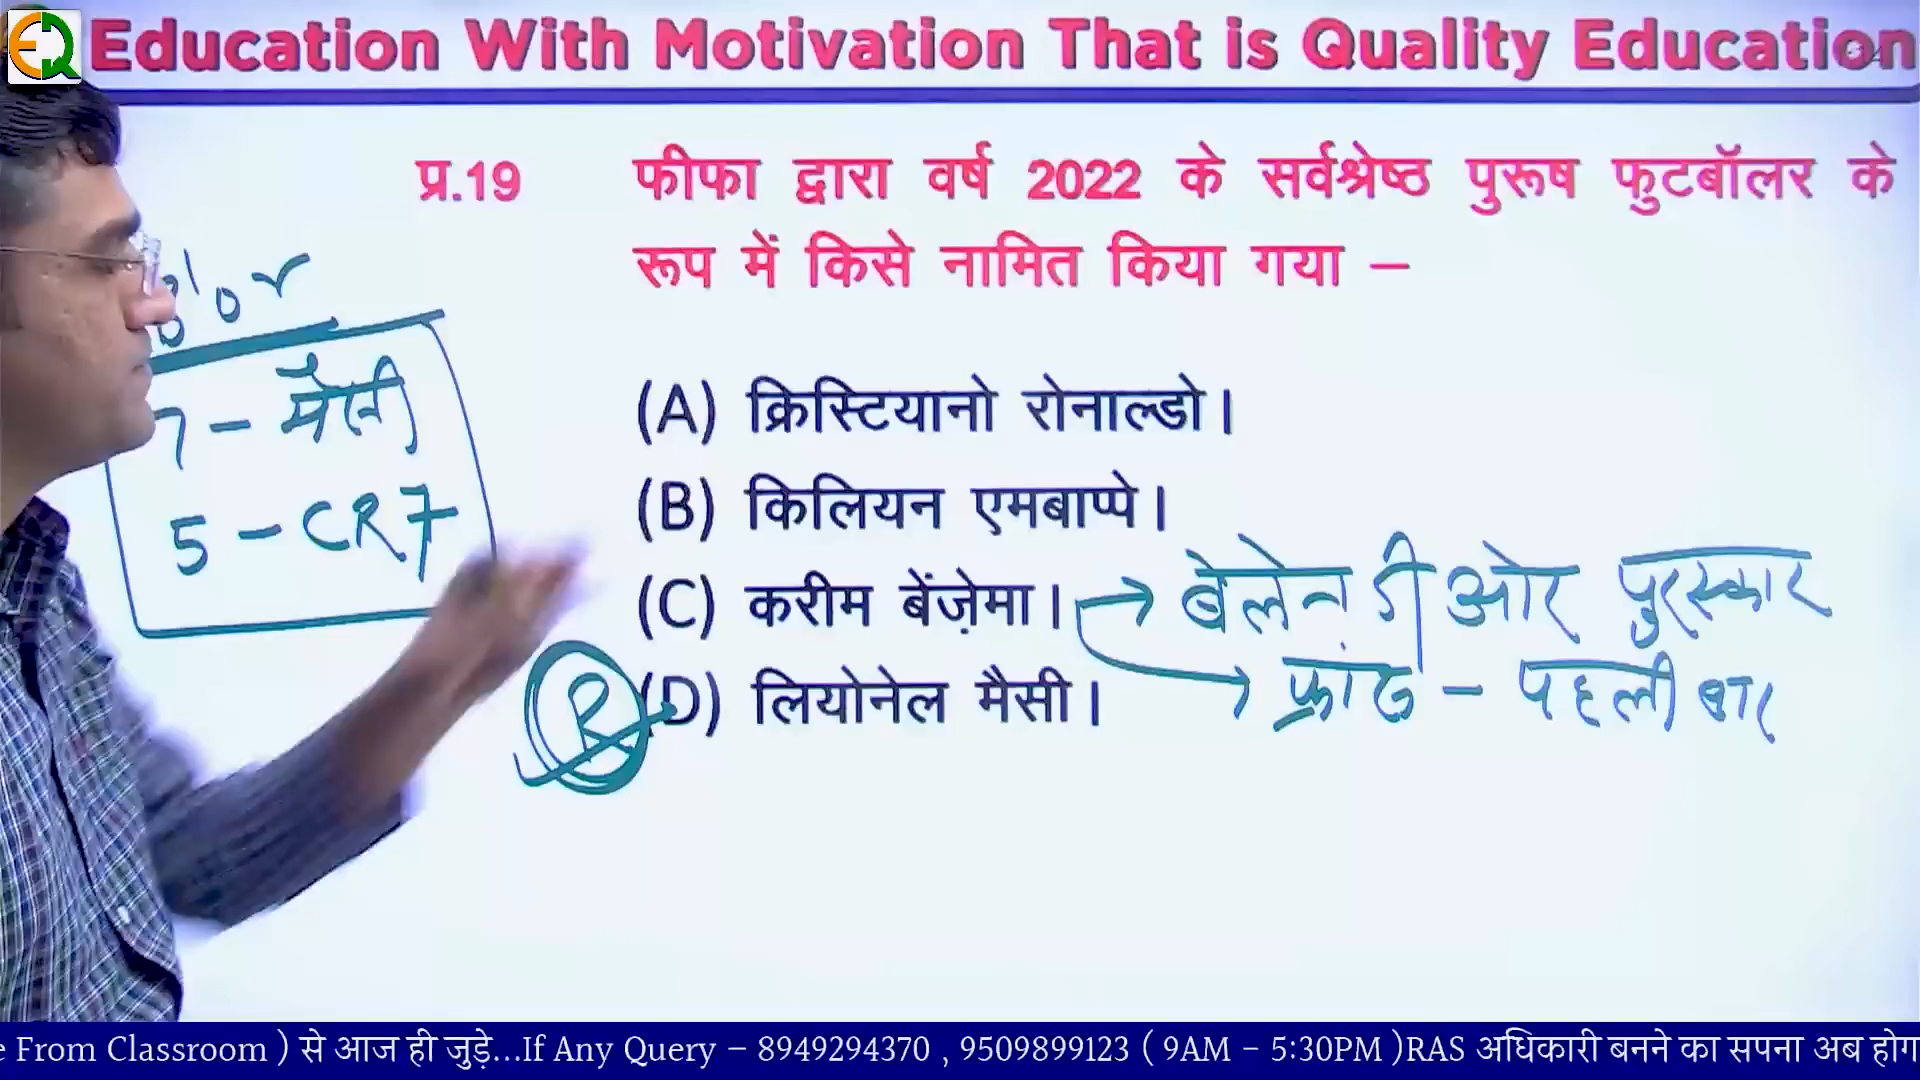 EQ
Education With Motivation That is Quality Education
प्र.19 फीफा द्वारा वर्ष 2022 के सर्वश्रेष्ठ पुरूष फुटबॉलर के
रूप में किसे नामित किया गया –
(A) क्रिस्टियानो रोनाल्डो।
(B) किलियन एमबाप्पे।
(C) करीम बेंज़ेमा। → बेलेन डी ओर पुरस्कार
(D) लियोनेल मैसी।
→ फ्रांस – पहली बार
7 – मैसी
5 – CR7
R
From Classroom ) से आज ही जुड़े...If Any Query – 8949294370 , 9509899123 ( 9AM – 5:30PM )RAS अधिकारी बनने का सपना अब होग